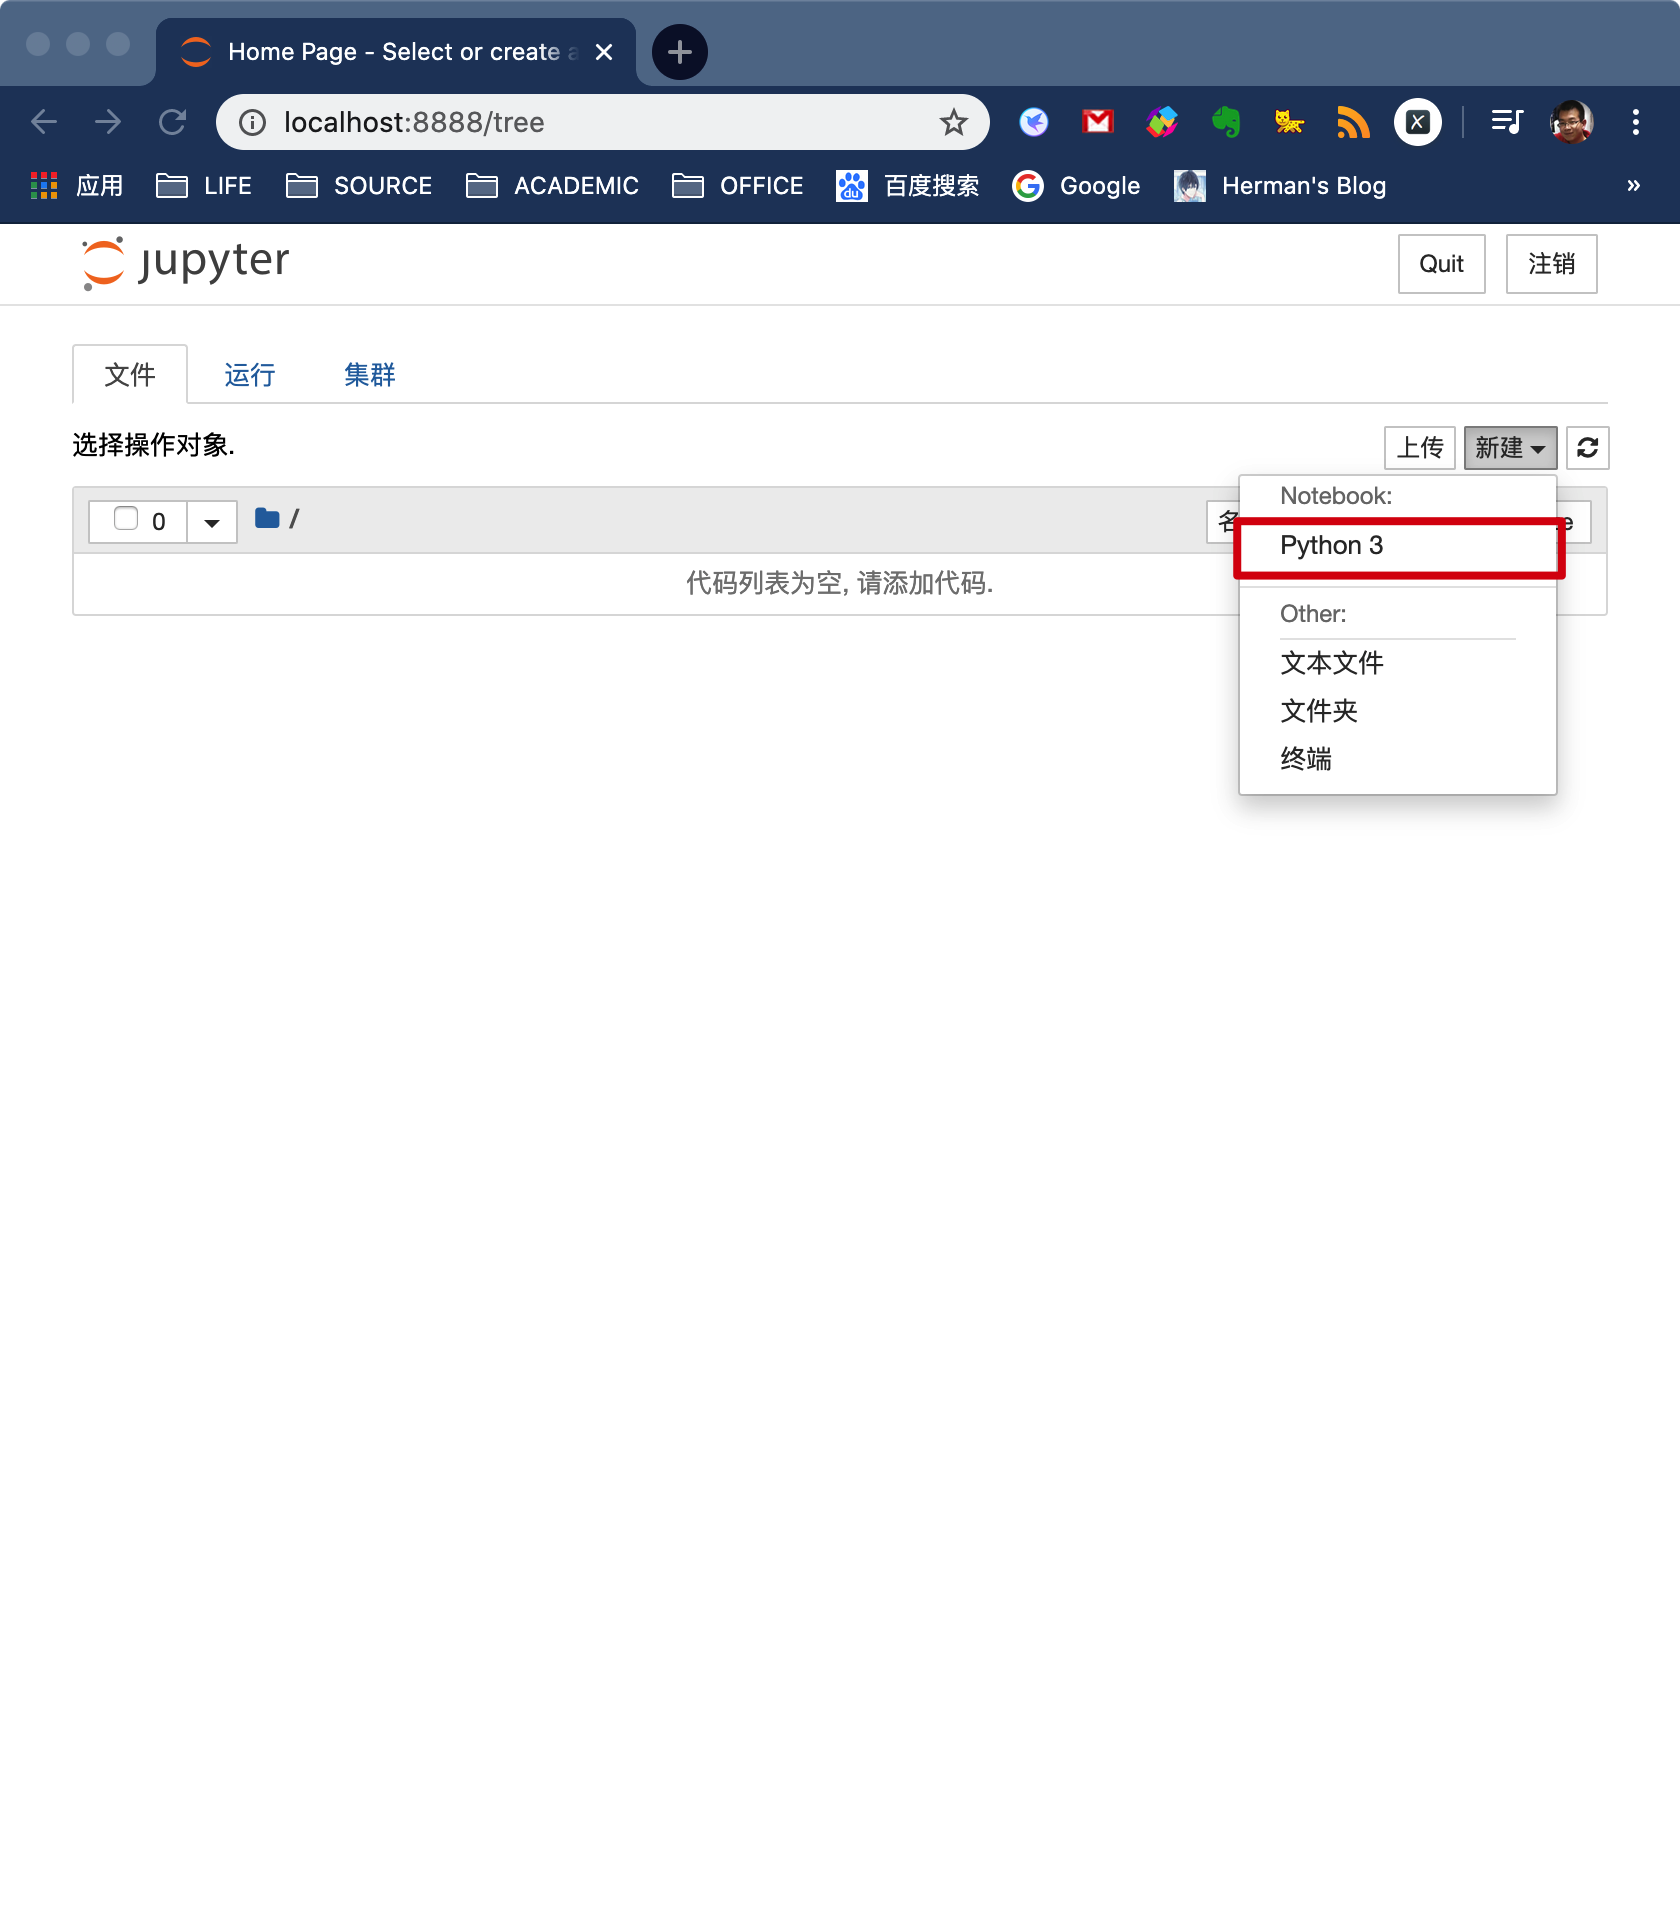 Home Page - Select or create a
localhost:8888/tree
应用 LIFE SOURCE ACADEMIC OFFICE 百度搜索 Google Herman's Blog »
jupyter Quit 注销
文件 运行 集群
选择操作对象. 上传 新建
0 / 名 e
Notebook:
Python 3
代码列表为空, 请添加代码.
Other:
文本文件
文件夹
终端